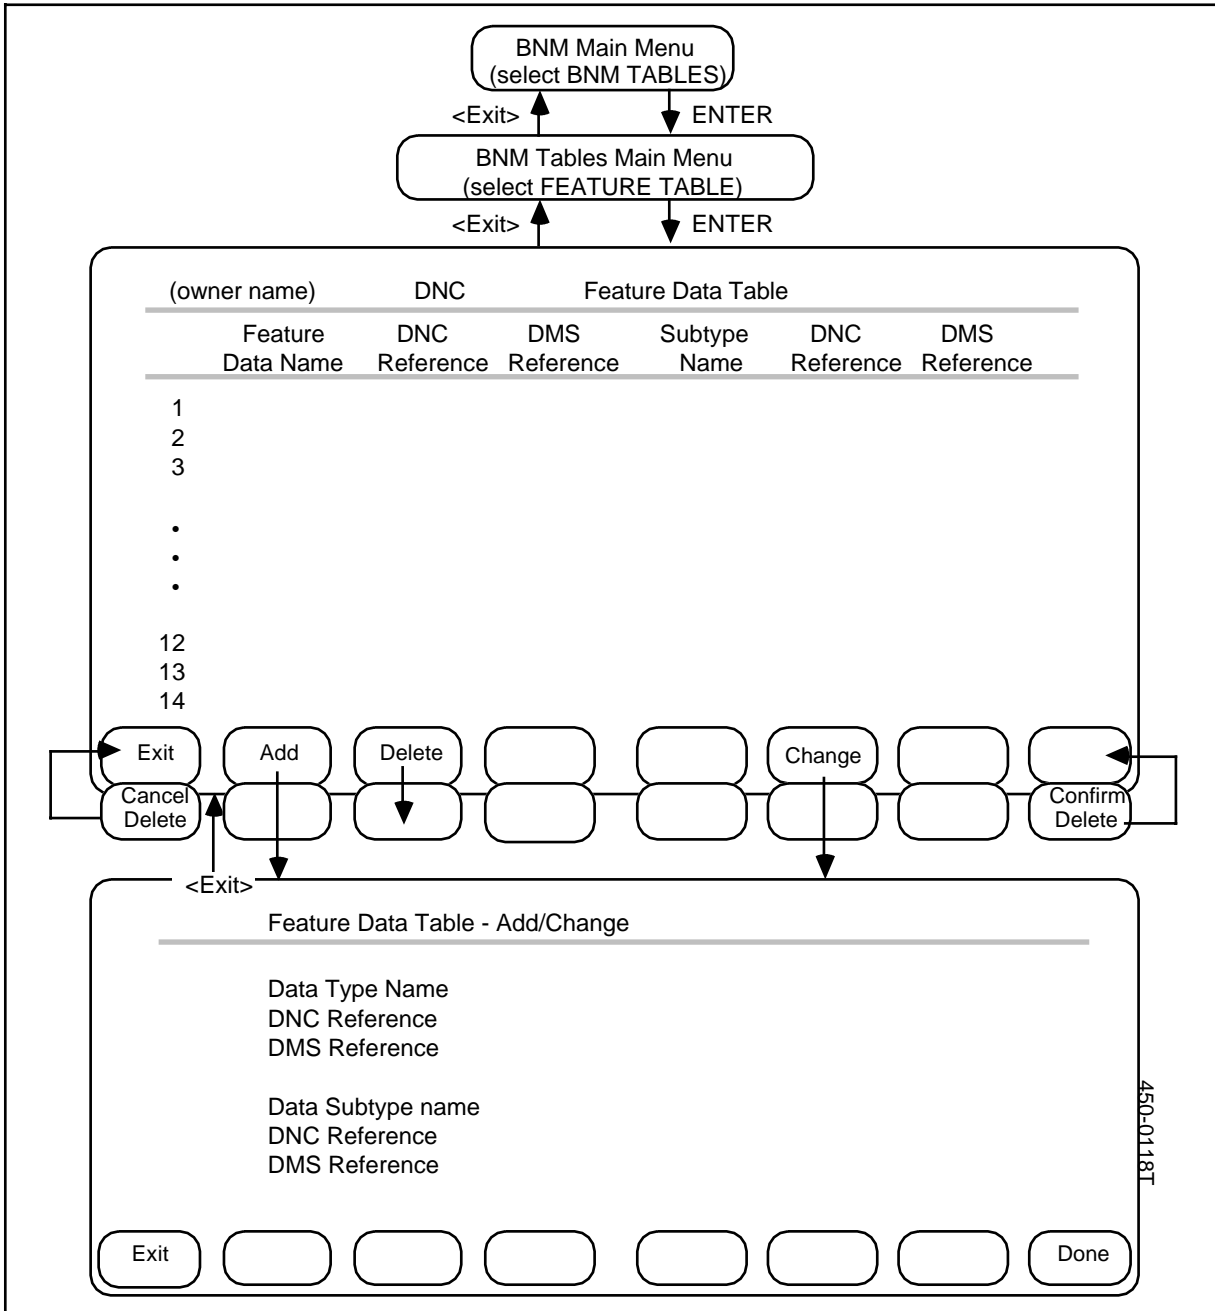 BNM Main Menu
(select BNM TABLES)
<Exit> ENTER
BNM Tables Main Menu
(select FEATURE TABLE)
<Exit> ENTER
(owner name) DNC Feature Data Table
Feature DNC DMS Subtype DNC DMS
Data Name Reference Reference Name Reference Reference
1
2
3
•
•
•
12
13
14
Exit Add Delete Change
Cancel Confirm
Delete Delete
<Exit>
Feature Data Table - Add/Change
Data Type Name
DNC Reference
DMS Reference
Data Subtype name
DNC Reference
DMS Reference
450-0118T
Exit Done